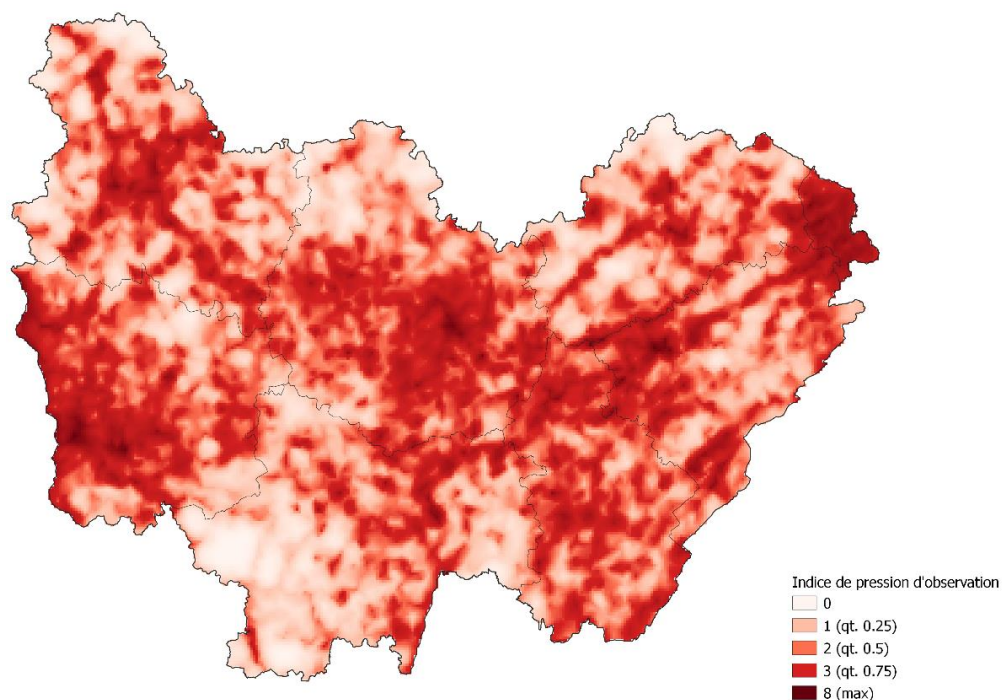 Indice de pression d'observation
0
1 (qt. 0.25)
2 (qt. 0.5)
3 (qt. 0.75)
8 (max)